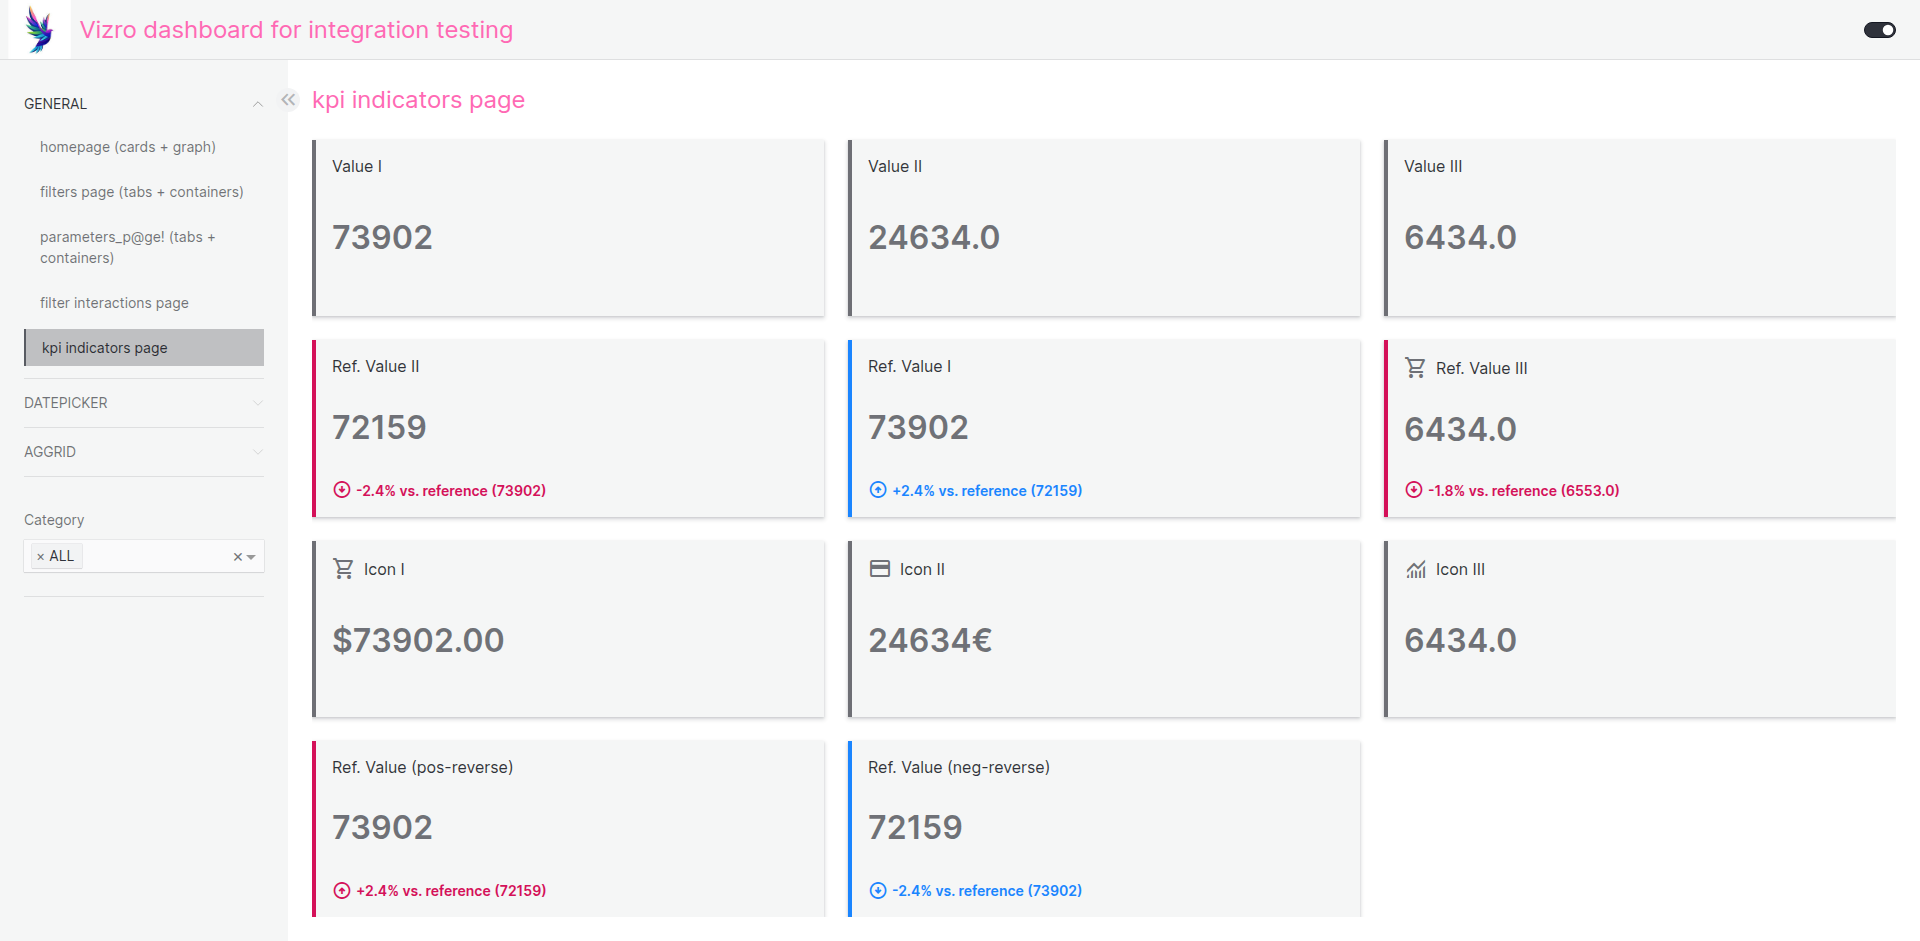 Vizro dashboard for integration testing
GENERAL
homepage (cards + graph)
filters page (tabs + containers)
parameters_p@ge! (tabs +
containers)
filter interactions page
kpi indicators page
DATEPICKER
AGGRID
Category
× ALL
×
kpi indicators page
Value I
73902
Value II
24634.0
Value III
6434.0
Ref. Value II
72159
-2.4% vs. reference (73902)
Ref. Value I
73902
+2.4% vs. reference (72159)
Ref. Value III
6434.0
-1.8% vs. reference (6553.0)
Icon I
$73902.00
Icon II
24634€
Icon III
6434.0
Ref. Value (pos-reverse)
73902
+2.4% vs. reference (72159)
Ref. Value (neg-reverse)
72159
-2.4% vs. reference (73902)